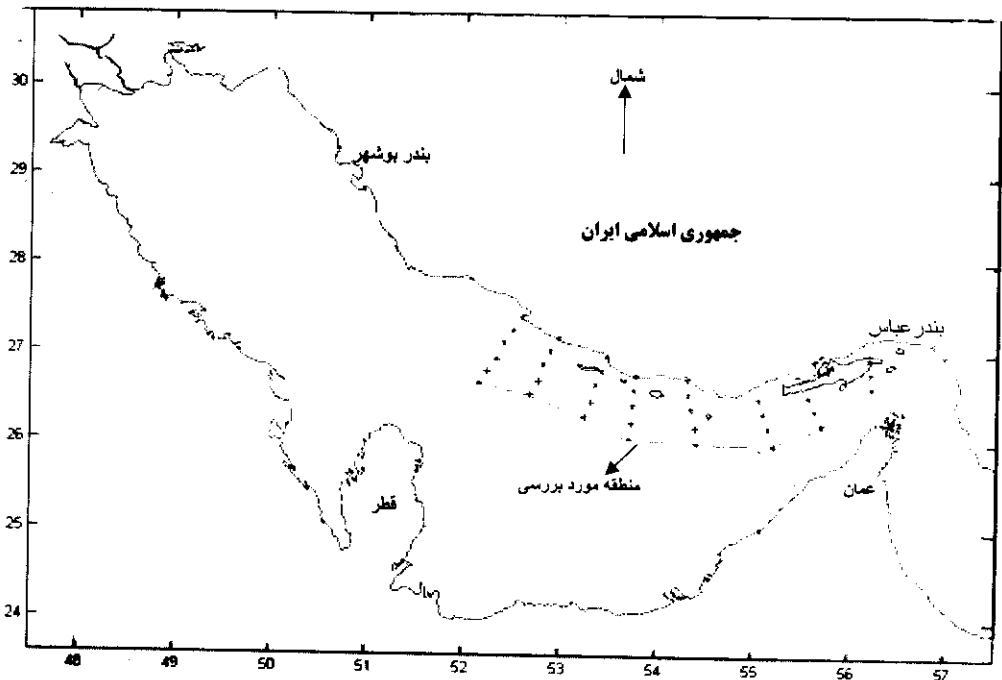 شمال
بندر بوشهر
جمهوری اسلامی ایران
بندر عباس
منطقه مورد بررسی
عمان
قطر
30
29
28
27
26
25
24
48
49
50
51
52
53
54
55
56
57